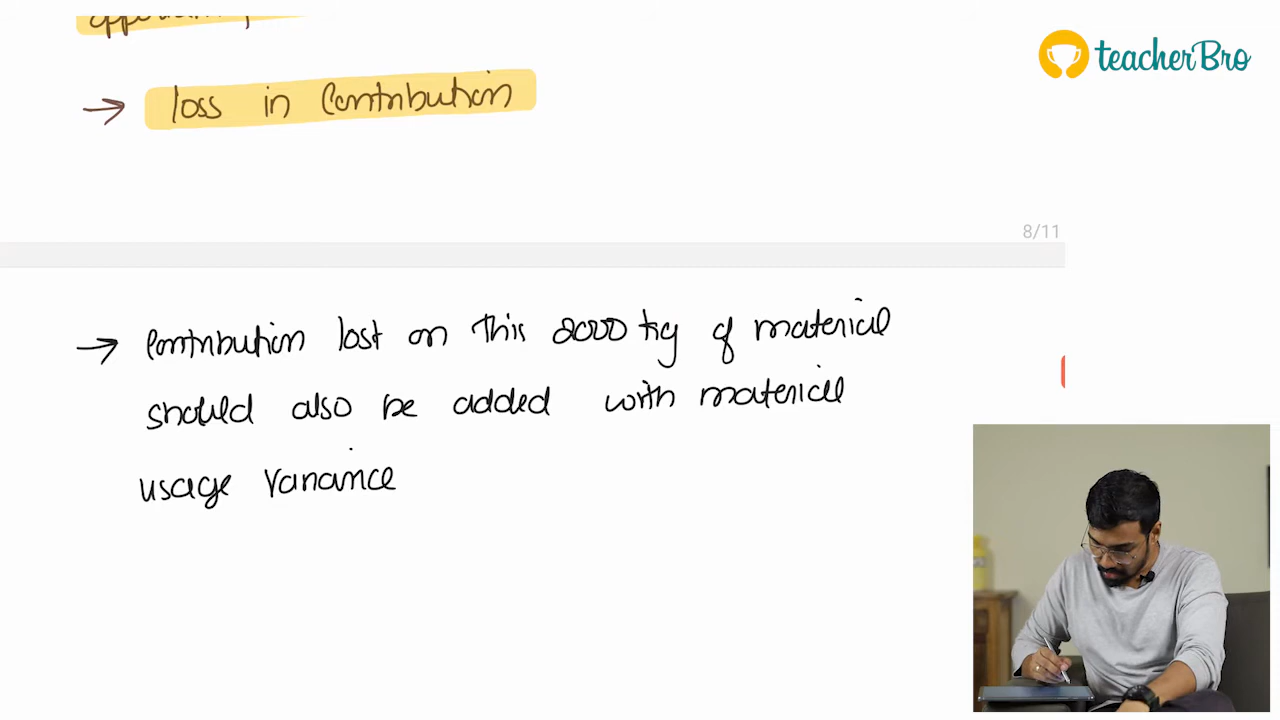 teacherBro
→ loss in Contribution
8/11
→ Contribution lost on this 2000 kg of material
should also be added with material
usage variance